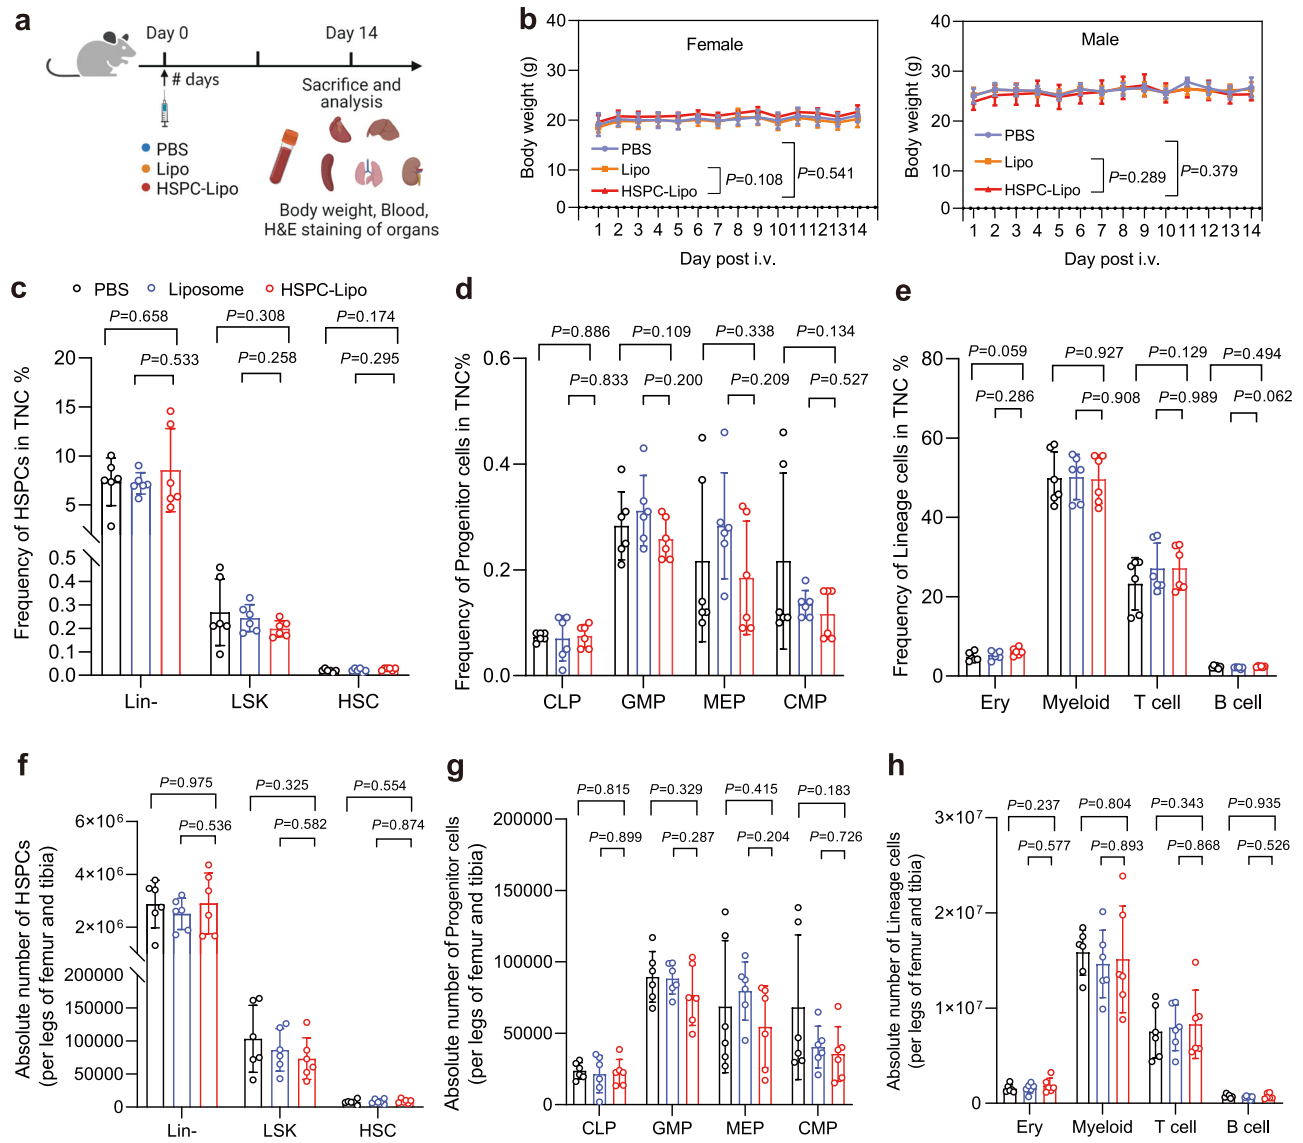 a
Day 0
Day 14
# days
Sacrifice and
analysis
PBS
Lipo
HSPC-Lipo
Body weight, Blood,
H&E staining of organs
b
Body weight (g)
40
30
20
10
0
Female
PBS
Lipo
HSPC-Lipo
P=0.108
P=0.541
1 2 3 4 5 6 7 8 9 10 11 12 13 14
Day post i.v.
Body weight (g)
40
30
20
10
0
Male
PBS
Lipo
HSPC-Lipo
P=0.289
P=0.379
1 2 3 4 5 6 7 8 9 10 11 12 13 14
Day post i.v.
c
PBS Liposome HSPC-Lipo
P=0.658 P=0.308 P=0.174
P=0.533 P=0.258 P=0.295
Frequency of HSPCs in TNC %
20
15
10
5
0.5
0.4
0.3
0.2
0.1
0.0
Lin- LSK HSC
d
P=0.886 P=0.109 P=0.338 P=0.134
P=0.833 P=0.200 P=0.209 P=0.527
Frequency of Progenitor cells in TNC%
0.6
0.4
0.2
0.0
CLP GMP MEP CMP
e
P=0.059 P=0.927 P=0.129 P=0.494
P=0.286 P=0.908 P=0.989 P=0.062
Frequency of Lineage cells in TNC %
80
60
40
20
0
Ery Myeloid T cell B cell
f
P=0.975 P=0.325 P=0.554
P=0.536 P=0.582 P=0.874
Absolute number of HSPCs
(per legs of femur and tibia)
6×10⁶
4×10⁶
2×10⁶
200000
150000
100000
50000
0
Lin- LSK HSC
g
P=0.815 P=0.329 P=0.415 P=0.183
P=0.899 P=0.287 P=0.204 P=0.726
Absolute number of Progenitor cells
(per legs of femur and tibia)
200000
150000
100000
50000
0
CLP GMP MEP CMP
h
P=0.237 P=0.804 P=0.343 P=0.935
P=0.577 P=0.893 P=0.868 P=0.526
Absolute number of Lineage cells
(per legs of femur and tibia)
3×10⁷
2×10⁷
1×10⁷
0
Ery Myeloid T cell B cell